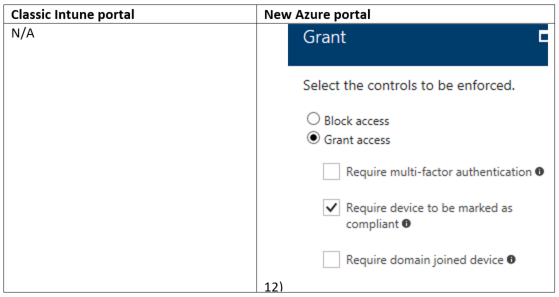 Classic Intune portal
New Azure portal
N/A
Grant
Select the controls to be enforced.
Block access
Grant access
Require multi-factor authentication
Require device to be marked as
compliant
Require domain joined device
12)